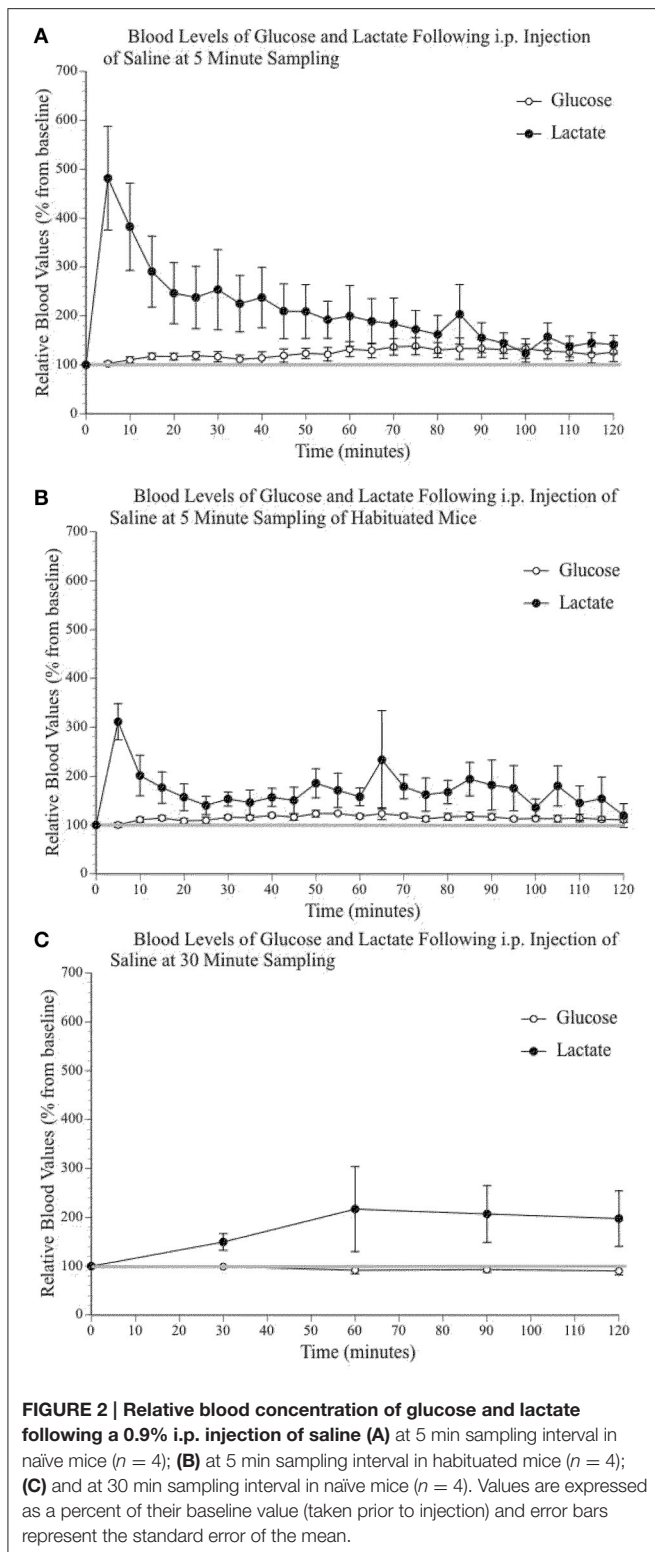 A
Blood Levels of Glucose and Lactate Following i.p. Injection
of Saline at 5 Minute Sampling
700
600
500
400
300
200
100
0
Relative Blood Values (% from baseline)
Glucose
Lactate
0 10 20 30 40 50 60 70 80 90 100 110 120
Time (minutes)
B
Blood Levels of Glucose and Lactate Following i.p. Injection of
Saline at 5 Minute Sampling of Habituated Mice
700
600
500
400
300
200
100
0
Relative Blood Values (% from baseline)
Glucose
Lactate
0 10 20 30 40 50 60 70 80 90 100 110 120
Time (minutes)
C
Blood Levels of Glucose and Lactate Following i.p. Injection of
Saline at 30 Minute Sampling
700
600
500
400
300
200
100
0
Relative Blood Values (% from baseline)
Glucose
Lactate
0 10 20 30 40 50 60 70 80 90 100 110 120
Time (minutes)
FIGURE 2 | Relative blood concentration of glucose and lactate
following a 0.9% i.p. injection of saline (A) at 5 min sampling interval in
naïve mice (n = 4); (B) at 5 min sampling interval in habituated mice (n = 4);
(C) and at 30 min sampling interval in naïve mice (n = 4). Values are expressed
as a percent of their baseline value (taken prior to injection) and error bars
represent the standard error of the mean.